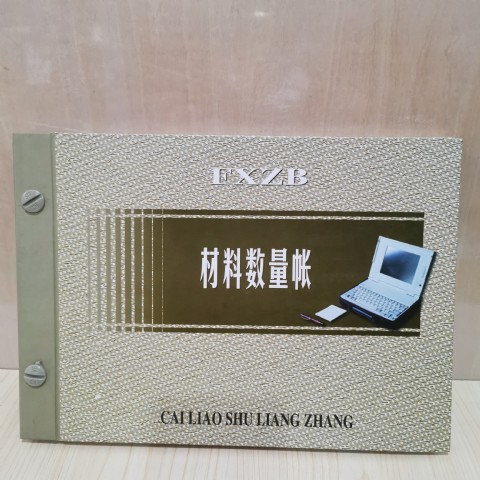 FXZB
材料数量帐
CAI LIAO SHU LIANG ZHANG